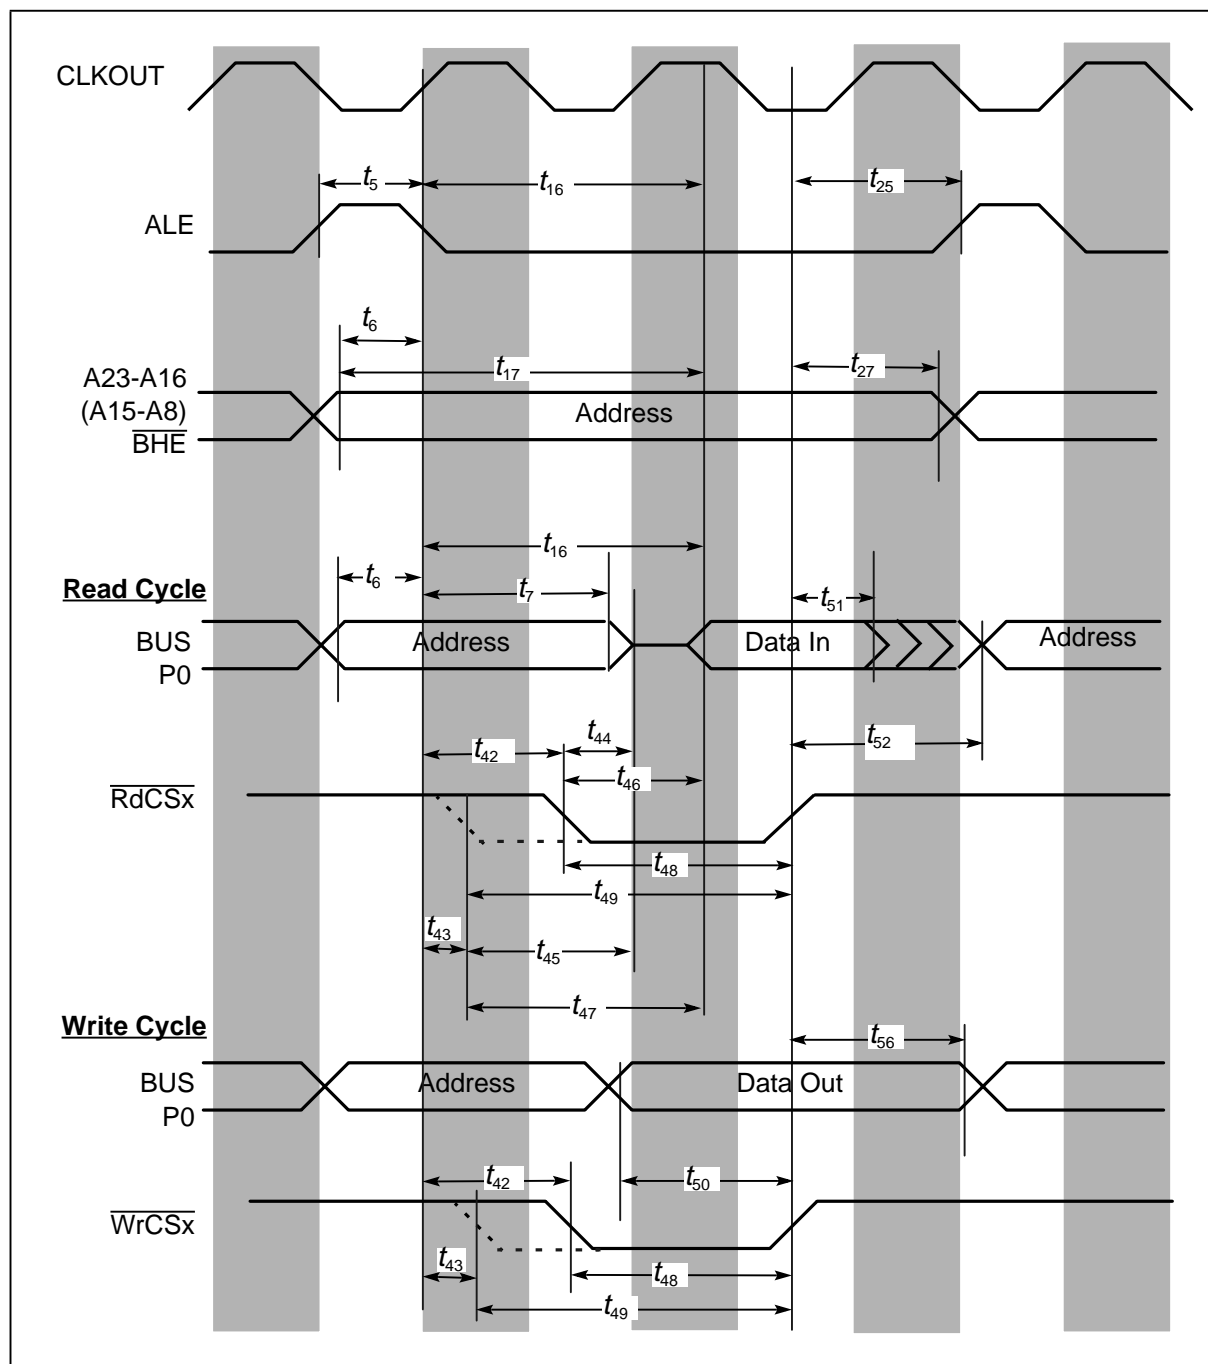 CLKOUT
t5
t16
t25
ALE
t6
t17
t27
A23-A16
(A15-A8)
BHE
Address
t16
t6
t7
t51
Read Cycle
BUS
P0
Address
Data In
Address
t42
t44
t52
t46
RdCSx
t48
t49
t43
t45
t47
Write Cycle
t56
BUS
P0
Address
Data Out
t42
t50
WrCSx
t43
t48
t49